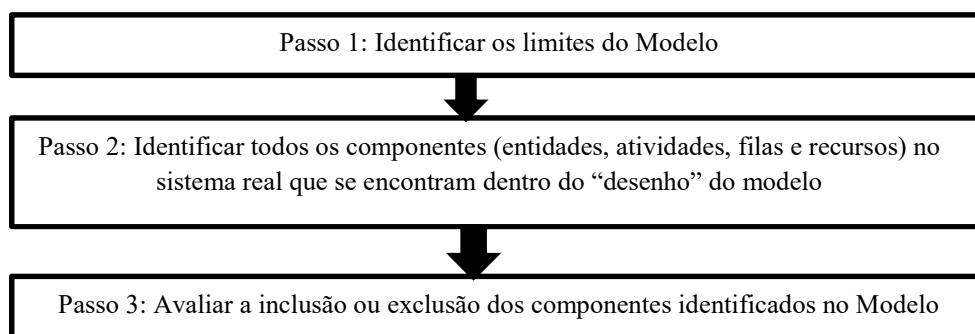 Passo 1: Identificar os limites do Modelo
Passo 2: Identificar todos os componentes (entidades, atividades, filas e recursos) no
sistema real que se encontram dentro do “desenho” do modelo
Passo 3: Avaliar a inclusão ou exclusão dos componentes identificados no Modelo